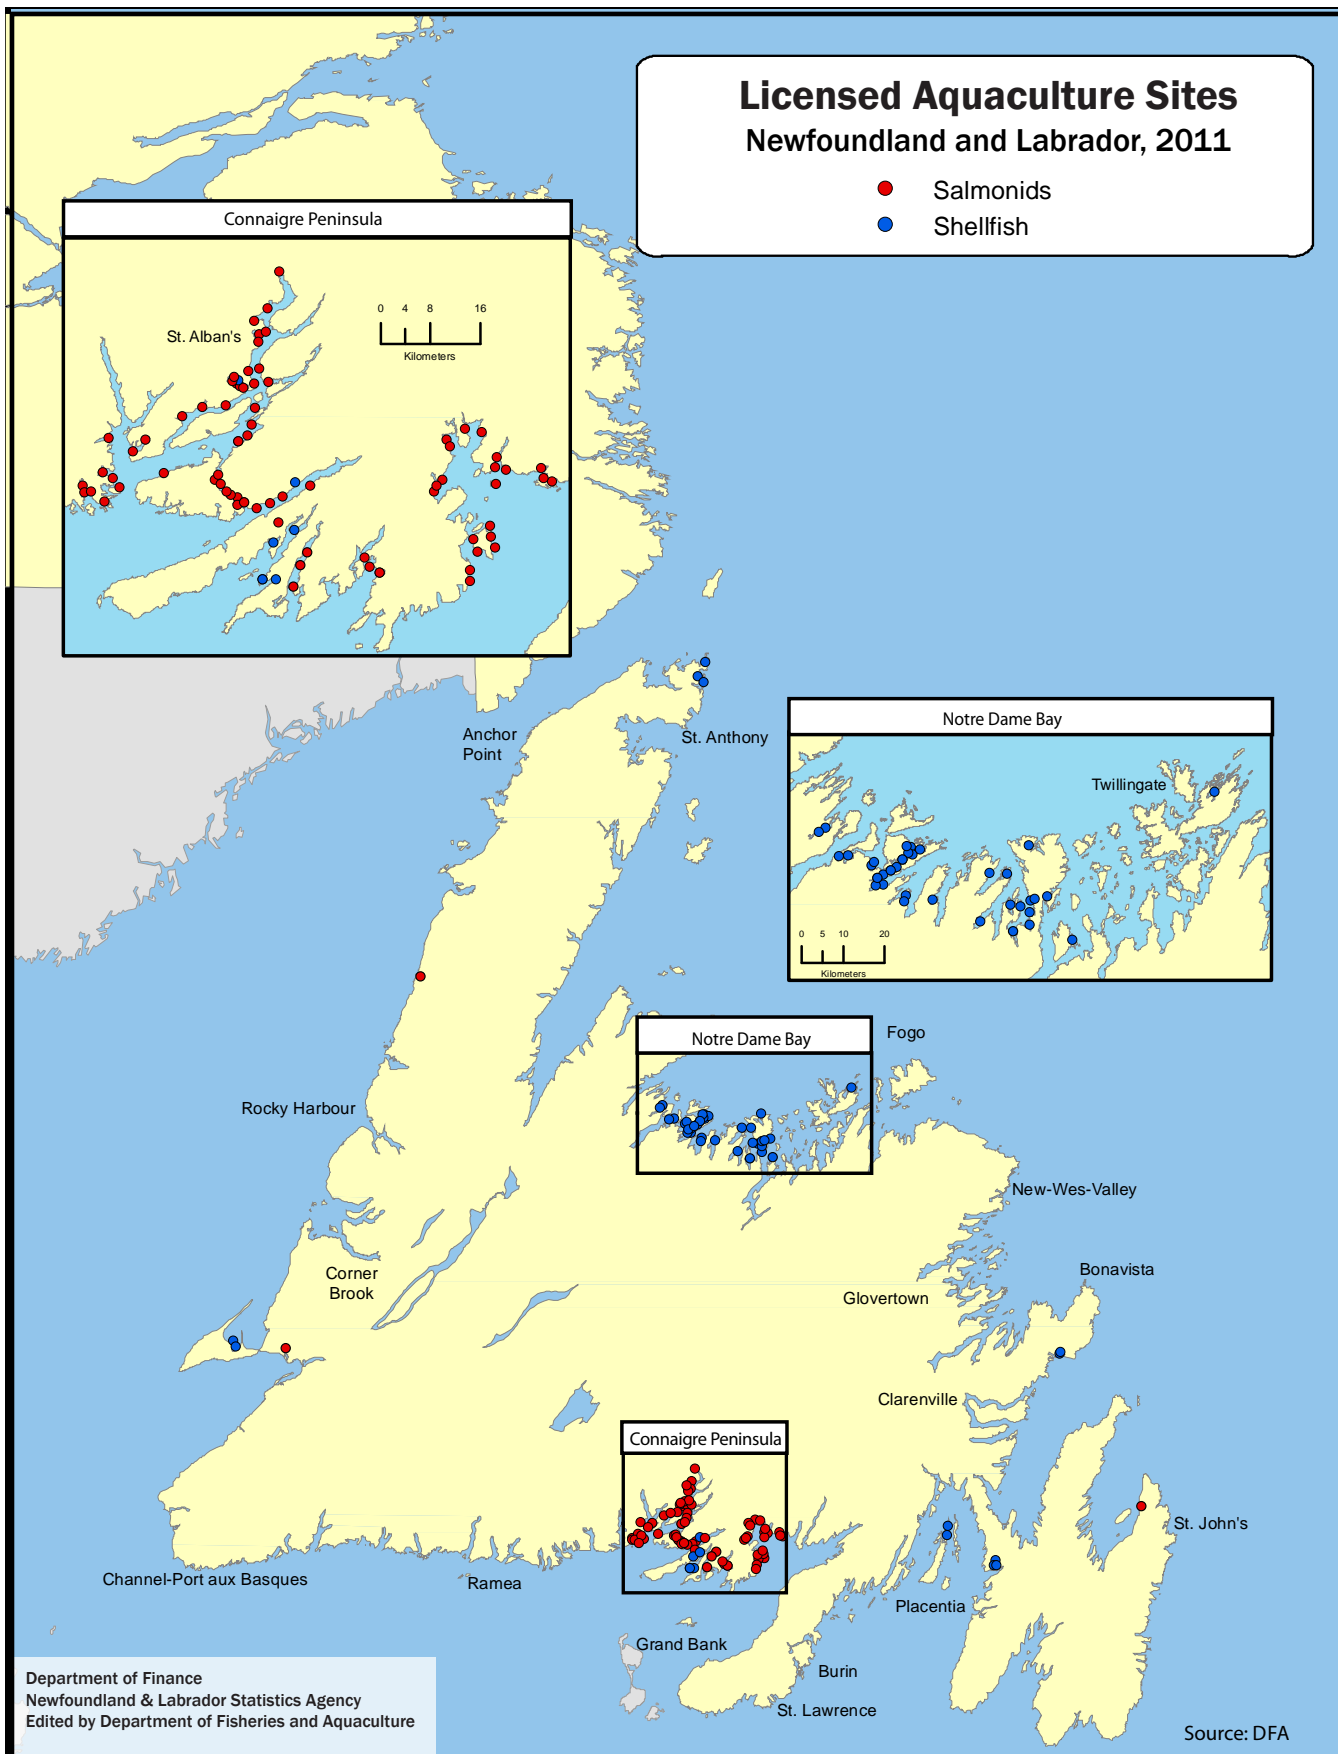 Licensed Aquaculture Sites
Newfoundland and Labrador, 2011
Salmonids
Shellfish
Connaigre Peninsula
St. Alban's
0 4 8 16
Kilometers
Anchor
Point
St. Anthony
Notre Dame Bay
Twillingate
0 5 10 20
Kilometers
Notre Dame Bay
Fogo
Rocky Harbour
New-Wes-Valley
Corner
Brook
Bonavista
Glovertown
Clarenville
Connaigre Peninsula
St. John's
Channel-Port aux Basques
Ramea
Placentia
Grand Bank
Burin
St. Lawrence
Department of Finance
Newfoundland & Labrador Statistics Agency
Edited by Department of Fisheries and Aquaculture
Source: DFA